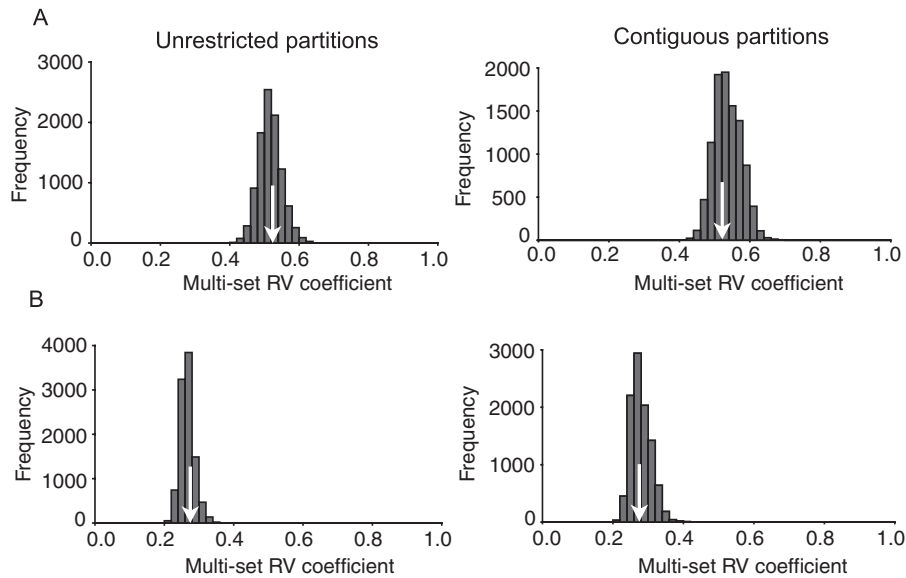 A
Unrestricted partitions
3000
2000
1000
0
Frequency
0.0 0.2 0.4 0.6 0.8 1.0
Multi-set RV coefficient
Contiguous partitions
2000
1500
1000
500
0
Frequency
0.0 0.2 0.4 0.6 0.8 1.0
Multi-set RV coefficient
B
4000
3000
2000
1000
0
Frequency
0.0 0.2 0.4 0.6 0.8 1.0
Multi-set RV coefficient
3000
2000
1000
0
Frequency
0.0 0.2 0.4 0.6 0.8 1.0
Multi-set RV coefficient